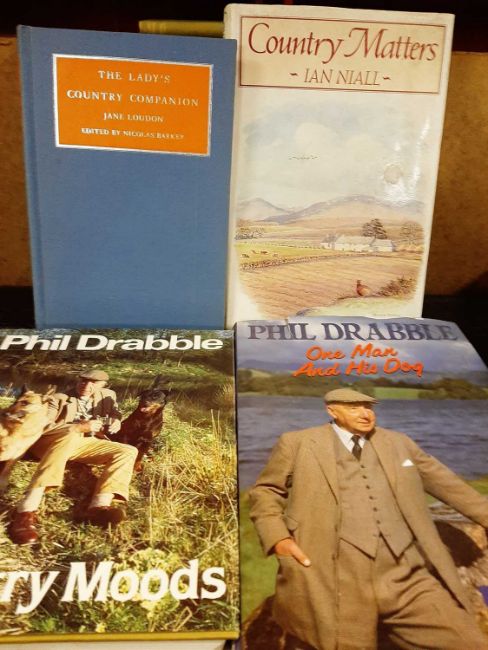 THE LADY'S
COUNTRY COMPANION
JANE LOUDON
EDITED BY NICOLAS BARKER
Country Matters
~ IAN NIALL ~
Phil Drabble
ry Moods
PHIL DRABBLE
One Man
And His Dog